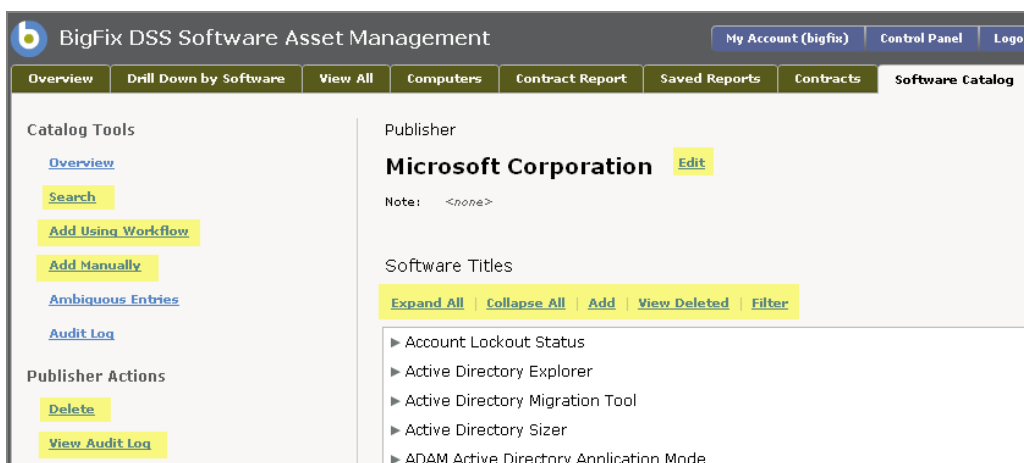 BigFix DSS Software Asset Management
My Account (bigfix) Control Panel Logo
Overview Drill Down by Software View All Computers Contract Report Saved Reports Contracts Software Catalog
Catalog Tools
Overview
Search
Add Using Workflow
Add Manually
Ambiguous Entries
Audit Log
Publisher Actions
Delete
View Audit Log
Publisher
Microsoft Corporation Edit
Note: <none>
Software Titles
Expand All | Collapse All | Add | View Deleted | Filter
Account Lockout Status
Active Directory Explorer
Active Directory Migration Tool
Active Directory Sizer
ADAM Active Directory Application Mode